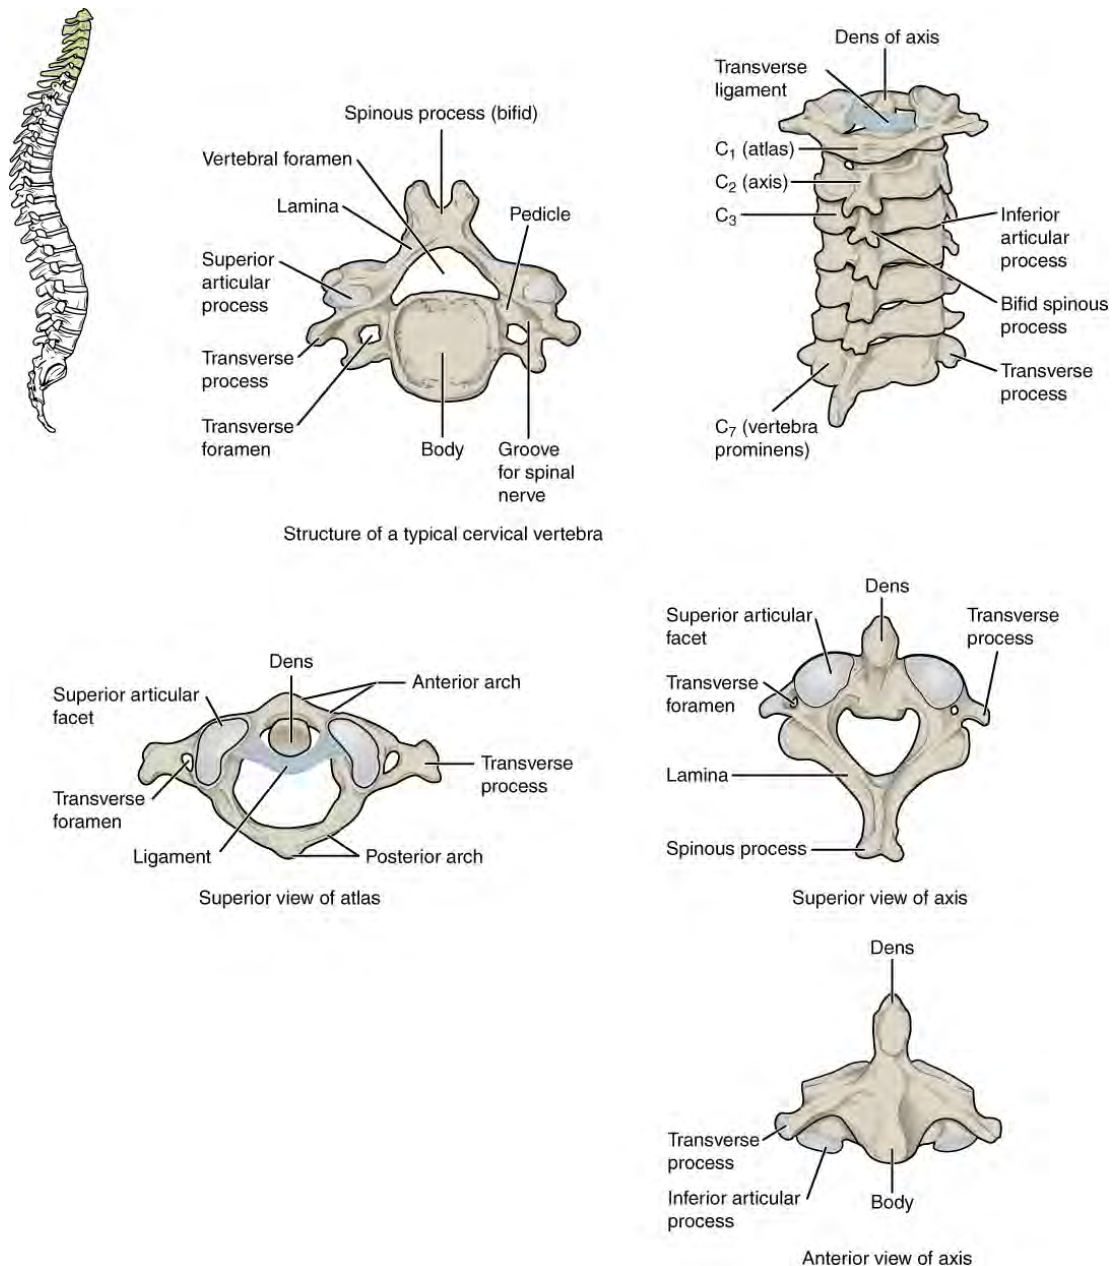 Spinous process (bifid)
Vertebral foramen
Lamina
Pedicle
Superior
articular
process
Transverse
process
Transverse
foramen
Body
Groove
for spinal
nerve
Structure of a typical cervical vertebra
Dens of axis
Transverse
ligament
C₁ (atlas)
C₂ (axis)
C₃
Inferior
articular
process
Bifid spinous
process
Transverse
process
C₇ (vertebra
prominens)
Dens
Anterior arch
Superior articular
facet
Transverse
process
Transverse
foramen
Ligament
Posterior arch
Superior view of atlas
Dens
Superior articular
facet
Transverse
process
Transverse
foramen
Lamina
Spinous process
Superior view of axis
Dens
Transverse
process
Inferior articular
process
Body
Anterior view of axis